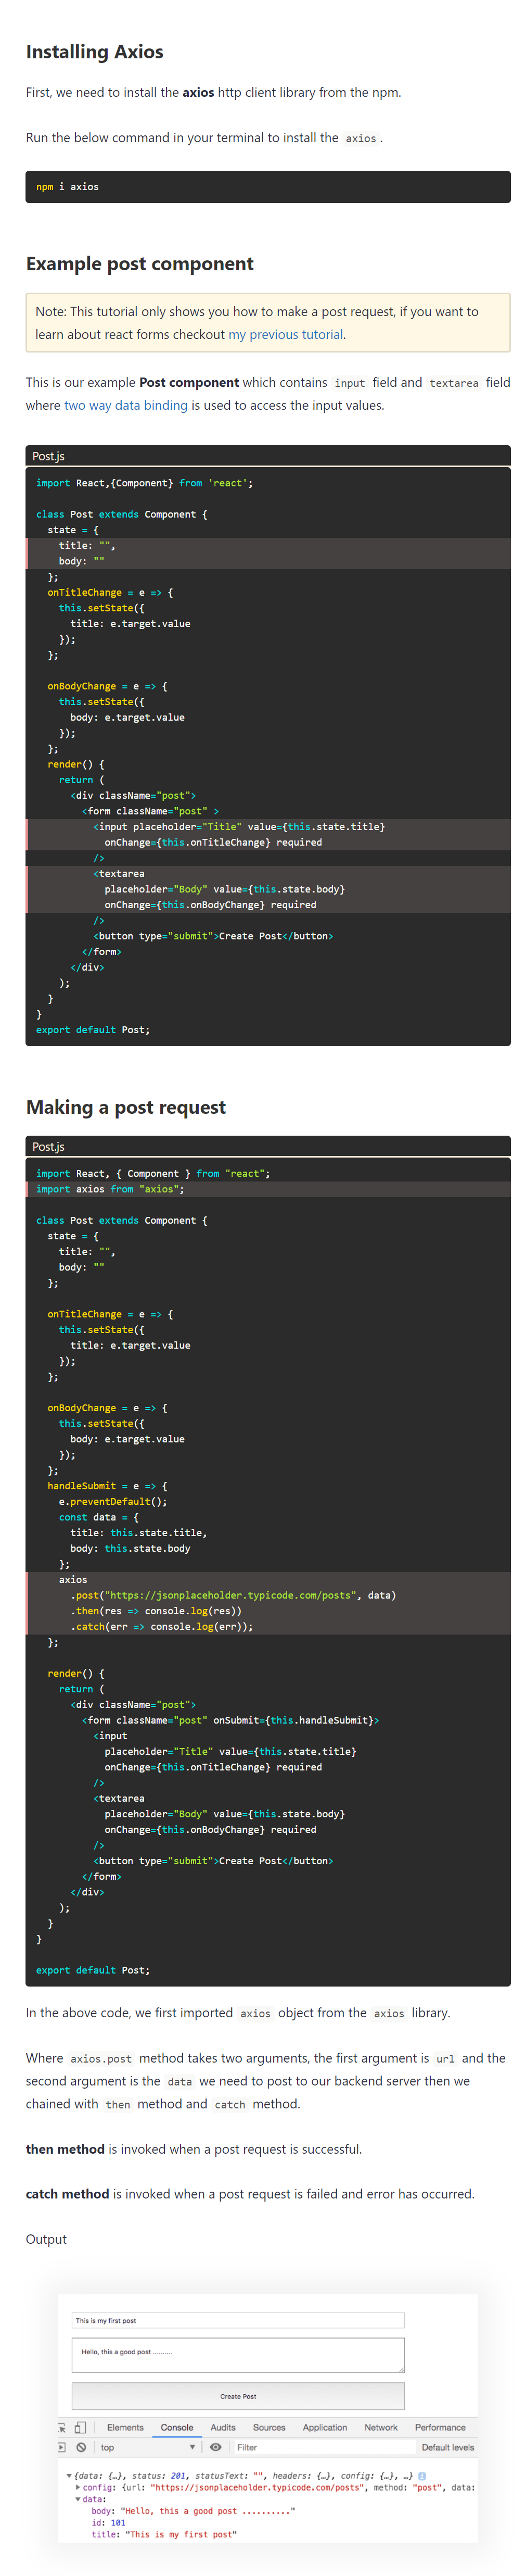 Installing Axios
First, we need to install the axios http client library from the npm.
Run the below command in your terminal to install the axios.
npm i axios
Example post component
Note: This tutorial only shows you how to make a post request, if you want to
learn about react forms checkout my previous tutorial.
This is our example Post component which contains input field and textarea field
where two way data binding is used to access the input values.
Post.js
import React,{Component} from 'react';
class Post extends Component {
  state = {
    title: "",
    body: ""
  };
  onTitleChange = e => {
    this.setState({
      title: e.target.value
    });
  };
  onBodyChange = e => {
    this.setState({
      body: e.target.value
    });
  };
  render() {
    return (
      <div className="post">
        <form className="post" >
          <input placeholder="Title" value={this.state.title}
            onChange={this.onTitleChange} required
          />
          <textarea
            placeholder="Body" value={this.state.body}
            onChange={this.onBodyChange} required
          />
          <button type="submit">Create Post</button>
        </form>
      </div>
    );
  }
}
export default Post;
Making a post request
Post.js
import React, { Component } from "react";
import axios from "axios";
class Post extends Component {
  state = {
    title: "",
    body: ""
  };
  onTitleChange = e => {
    this.setState({
      title: e.target.value
    });
  };
  onBodyChange = e => {
    this.setState({
      body: e.target.value
    });
  };
  handleSubmit = e => {
    e.preventDefault();
    const data = {
      title: this.state.title,
      body: this.state.body
    };
    axios
      .post("https://jsonplaceholder.typicode.com/posts", data)
      .then(res => console.log(res))
      .catch(err => console.log(err));
  };
  render() {
    return (
      <div className="post">
        <form className="post" onSubmit={this.handleSubmit}>
          <input
            placeholder="Title" value={this.state.title}
            onChange={this.onTitleChange} required
          />
          <textarea
            placeholder="Body" value={this.state.body}
            onChange={this.onBodyChange} required
          />
          <button type="submit">Create Post</button>
        </form>
      </div>
    );
  }
}
export default Post;
In the above code, we first imported axios object from the axios library.
Where axios.post method takes two arguments, the first argument is url and the
second argument is the data we need to post to our backend server then we
chained with then method and catch method.
then method is invoked when a post request is successful.
catch method is invoked when a post request is failed and error has occurred.
Output
This is my first post
Hello, this a good post ..........
Create Post
Elements Console Audits Sources Application Network Performance
top Filter Default levels
{data: {…}, status: 201, statusText: "", headers: {…}, config: {…}, …}
config: {url: "https://jsonplaceholder.typicode.com/posts", method: "post", data:
data:
body: "Hello, this a good post .........."
id: 101
title: "This is my first post"